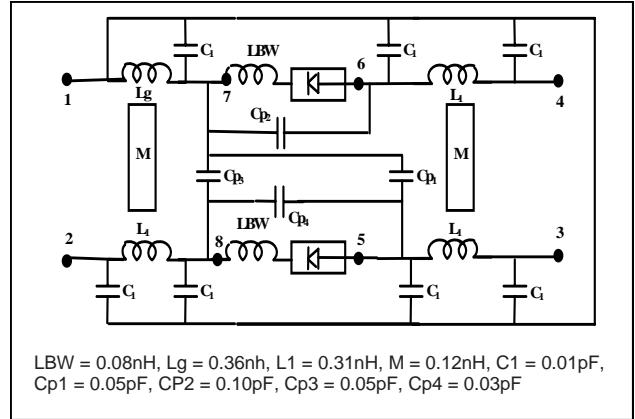 C₁
LBW
C₁
C₁
6
1
Lg
7
L₁
4
Cp₂
M
M
Cp₃
Cp₁
Cp₄
2
L₁
8
LBW
5
L₁
3
C₁
C₁
C₁
C₁
LBW = 0.08nH, Lg = 0.36nh, L1 = 0.31nH, M = 0.12nH, C1 = 0.01pF,
Cp1 = 0.05pF, CP2 = 0.10pF, Cp3 = 0.05pF, Cp4 = 0.03pF